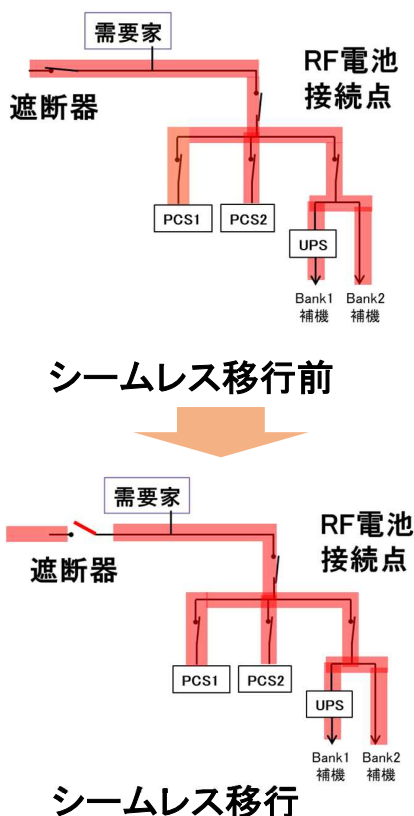 需要家
遮断器
RF電池
接続点
PCS1
PCS2
UPS
Bank1
補機
Bank2
補機
シームレス移行前
需要家
遮断器
RF電池
接続点
PCS1
PCS2
UPS
Bank1
補機
Bank2
補機
シームレス移行